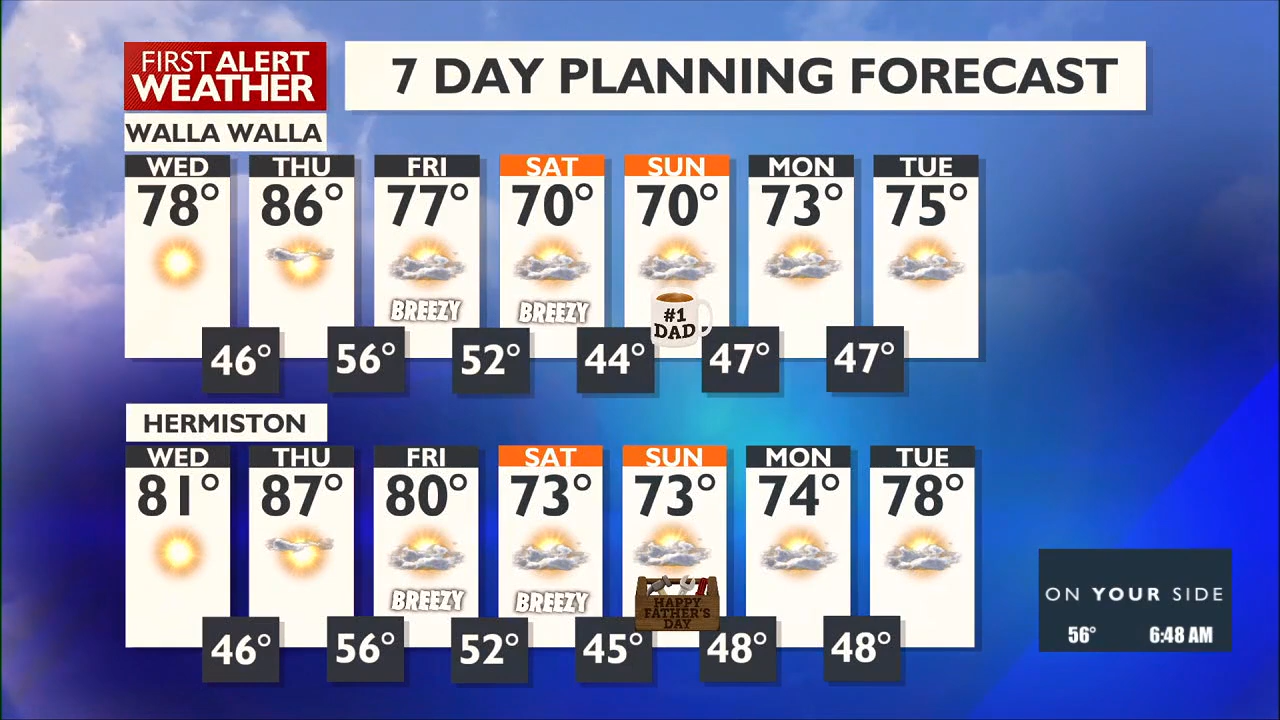 FIRST ALERT
WEATHER
7 DAY PLANNING FORECAST
WALLA WALLA
WED THU FRI SAT SUN MON TUE
78° 86° 77° 70° 70° 73° 75°
BREEZY BREEZY
#1
DAD
46° 56° 52° 44° 47° 47°
HERMISTON
WED THU FRI SAT SUN MON TUE
81° 87° 80° 73° 73° 74° 78°
BREEZY BREEZY
HAPPY
FATHER'S
DAY
46° 56° 52° 45° 48° 48°
ON YOUR SIDE
56° 6:48 AM